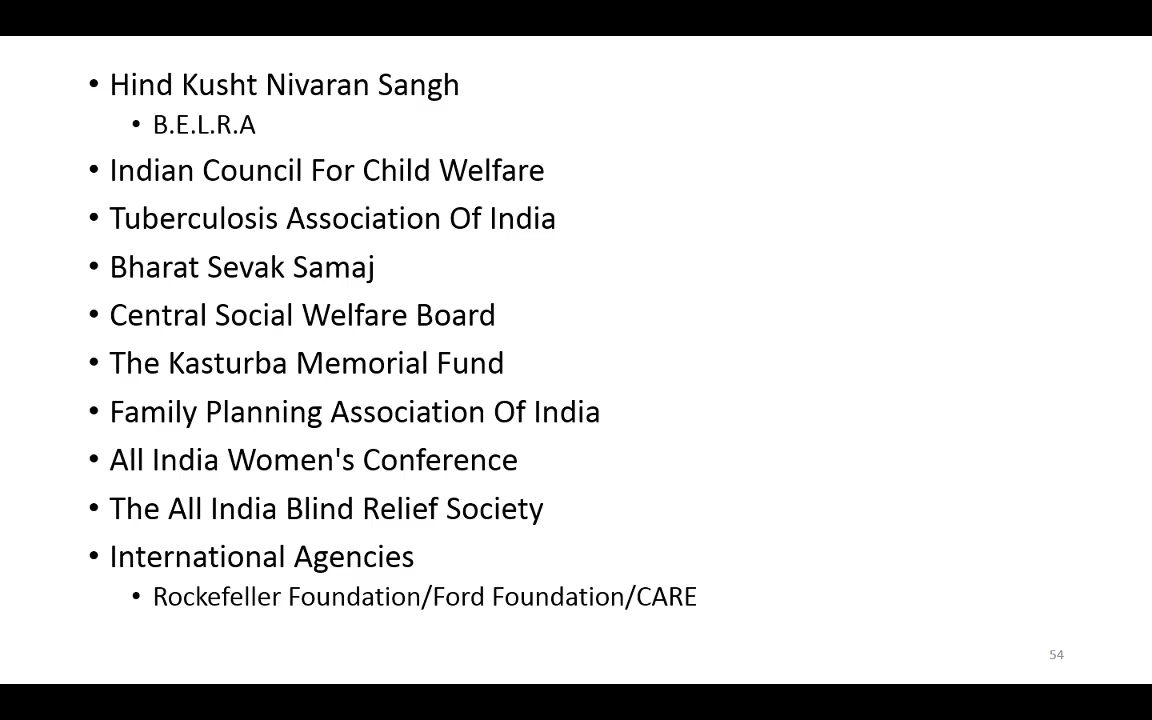 • Hind Kusht Nivaran Sangh
• B.E.L.R.A
• Indian Council For Child Welfare
• Tuberculosis Association Of India
• Bharat Sevak Samaj
• Central Social Welfare Board
• The Kasturba Memorial Fund
• Family Planning Association Of India
• All India Women's Conference
• The All India Blind Relief Society
• International Agencies
• Rockefeller Foundation/Ford Foundation/CARE
54